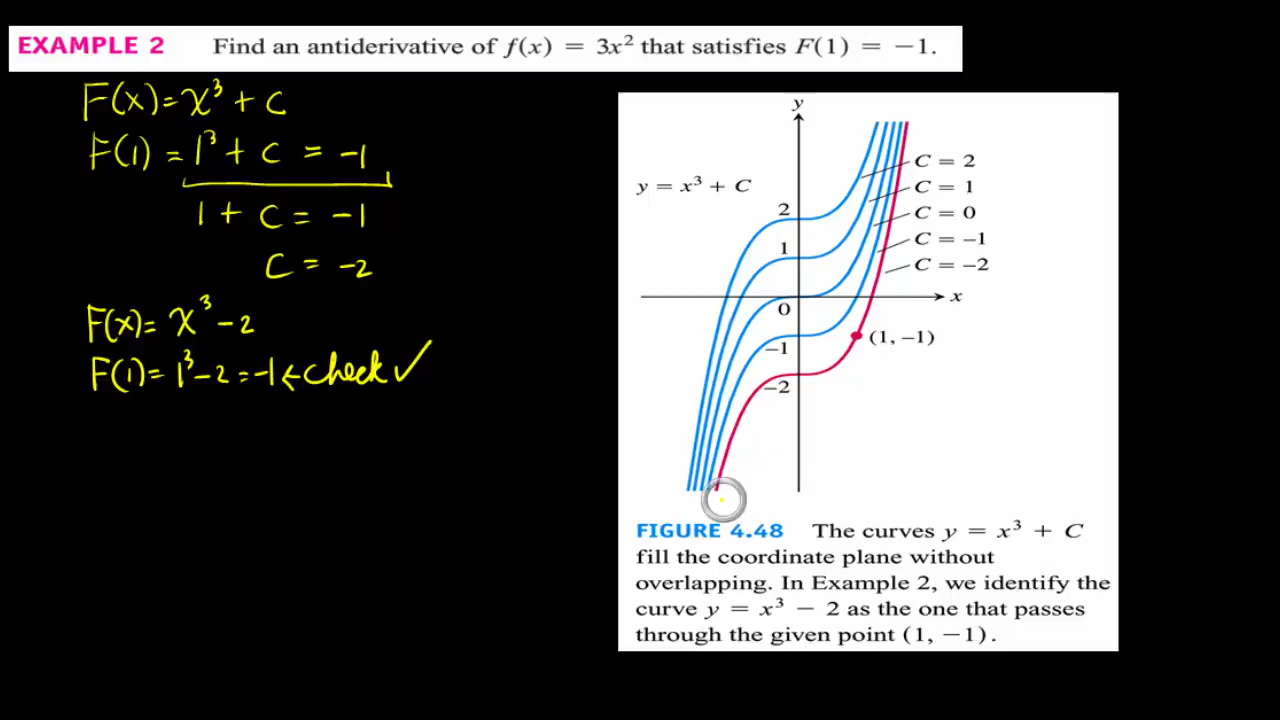 EXAMPLE 2 Find an antiderivative of f(x) = 3x² that satisfies F(1) = −1.
F(x) = x³ + C
F(1) = 1³ + C = -1
1 + C = -1
C = -2
F(x) = x³ - 2
F(1) = 1³ - 2 = -1 ← check ✓
y
y = x³ + C
C = 2
C = 1
C = 0
C = −1
C = −2
2
1
0
x
−1
(1, −1)
−2
FIGURE 4.48 The curves y = x³ + C
fill the coordinate plane without
overlapping. In Example 2, we identify the
curve y = x³ − 2 as the one that passes
through the given point (1, −1).